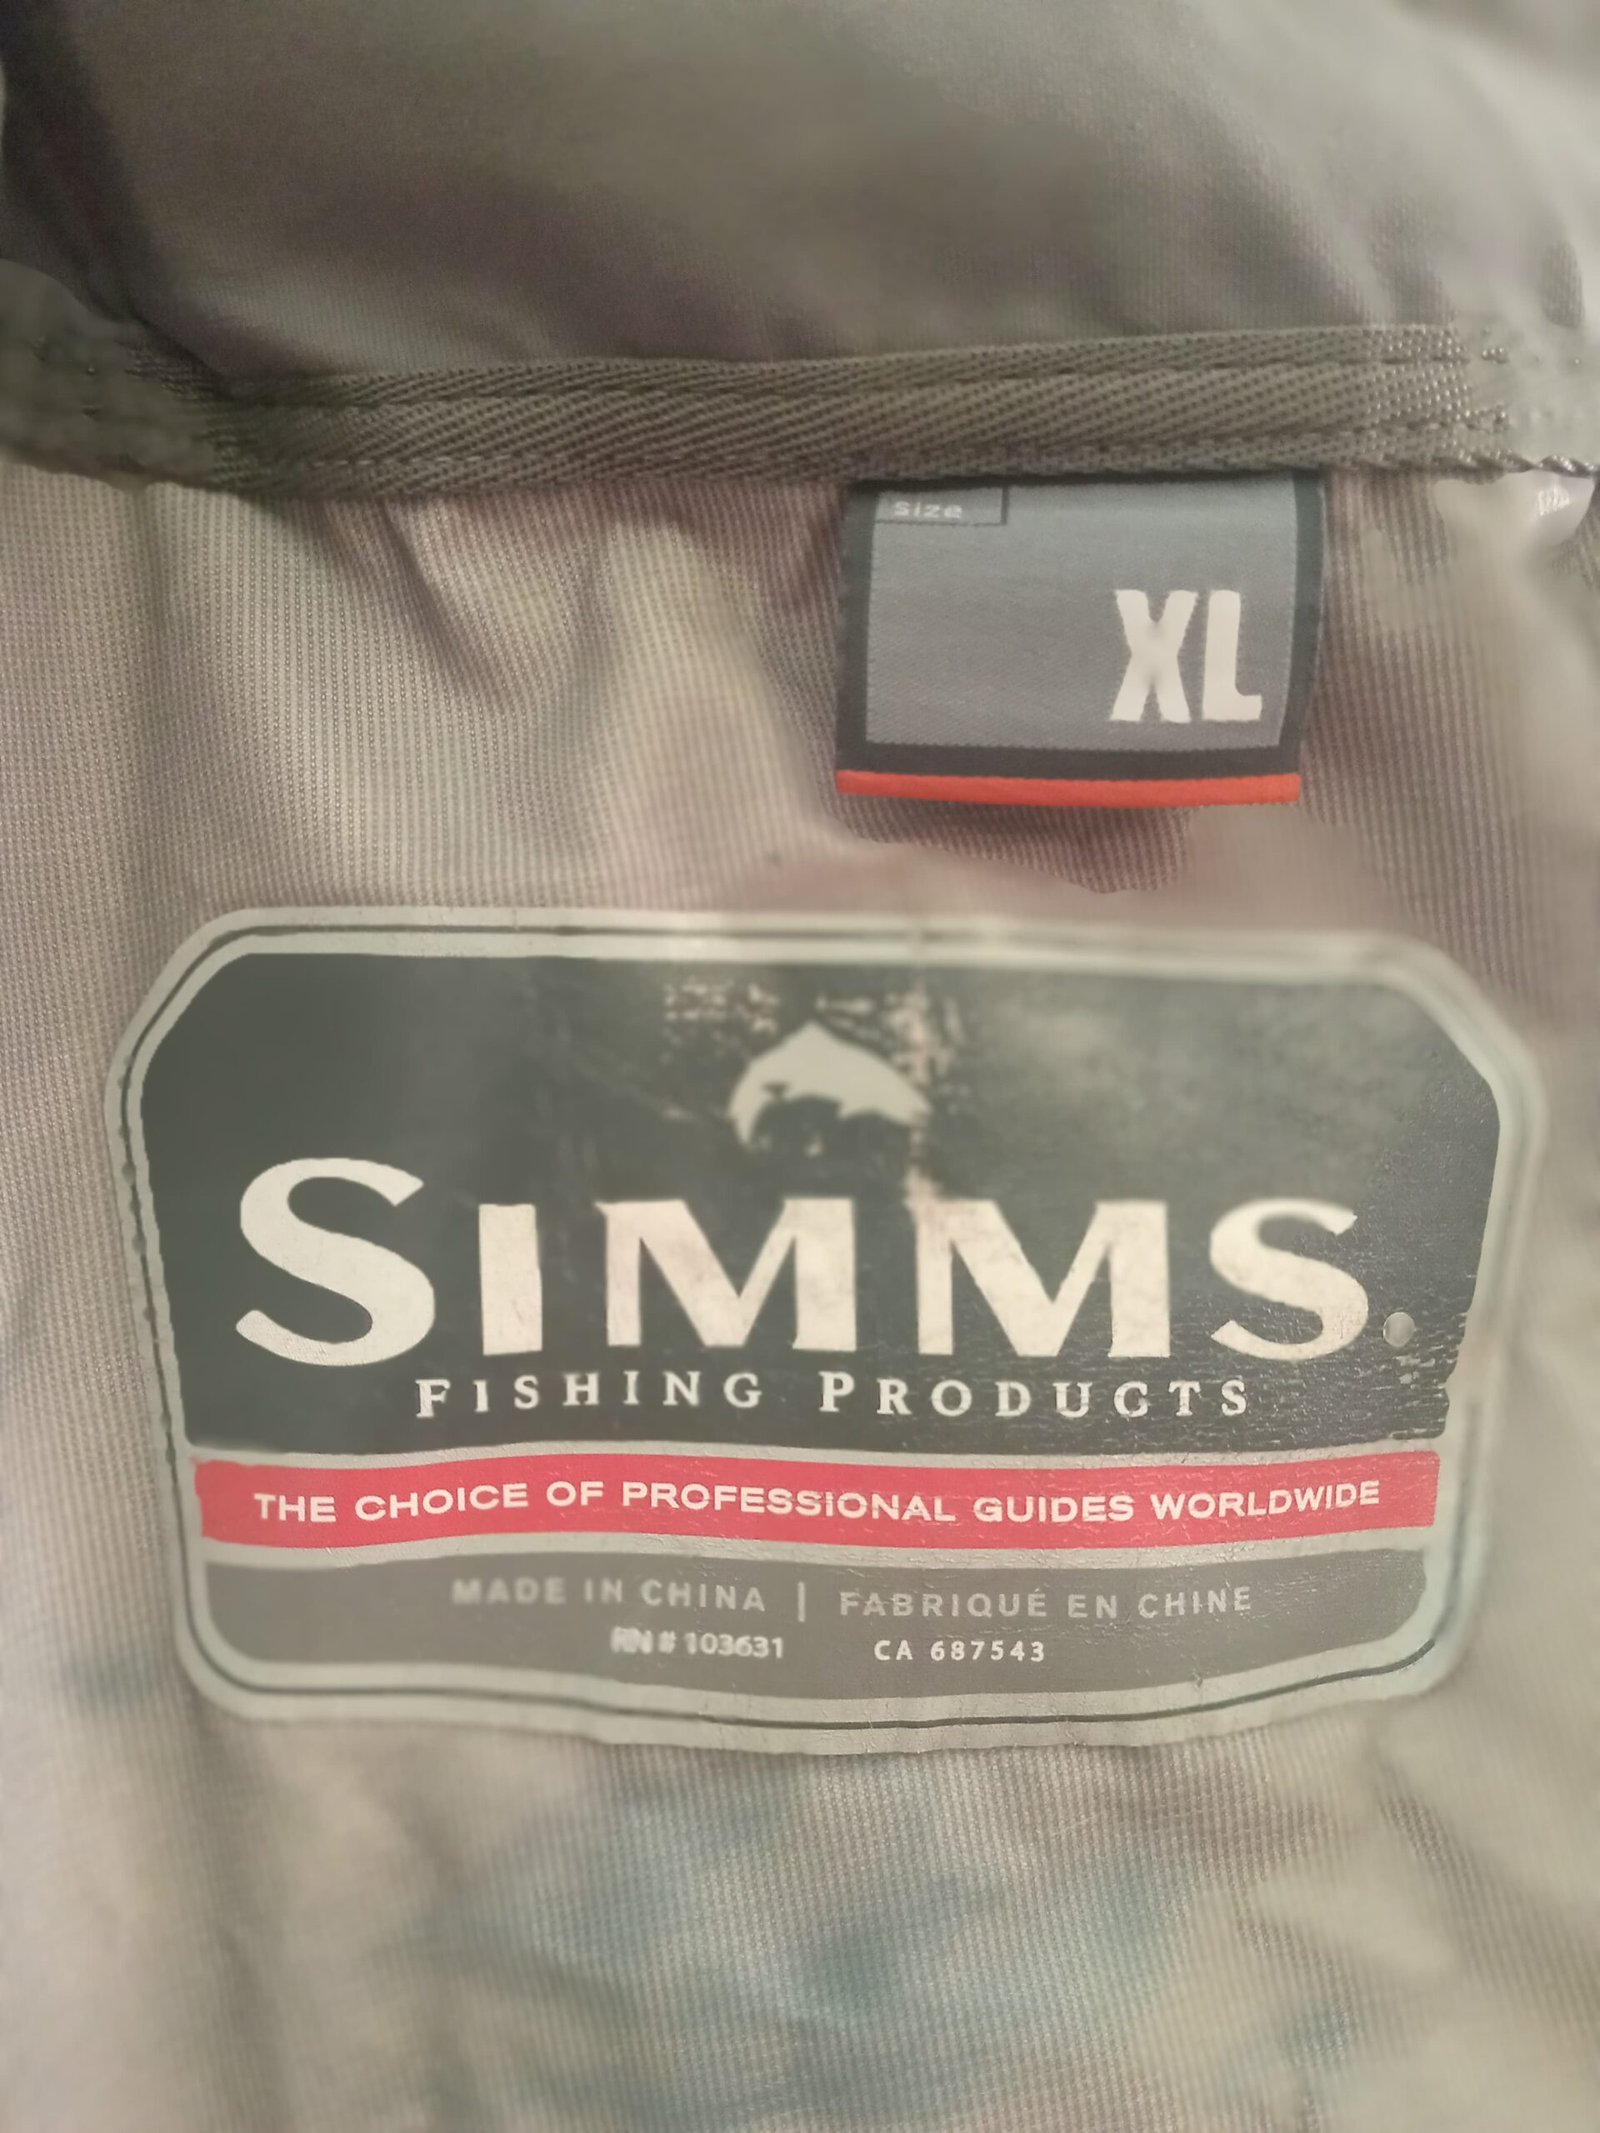 Size
XL
SIMMS.
FISHING PRODUCTS
THE CHOICE OF PROFESSIONAL GUIDES WORLDWIDE
MADE IN CHINA | FABRIQUÉ EN CHINE
RN # 103631 CA 687543